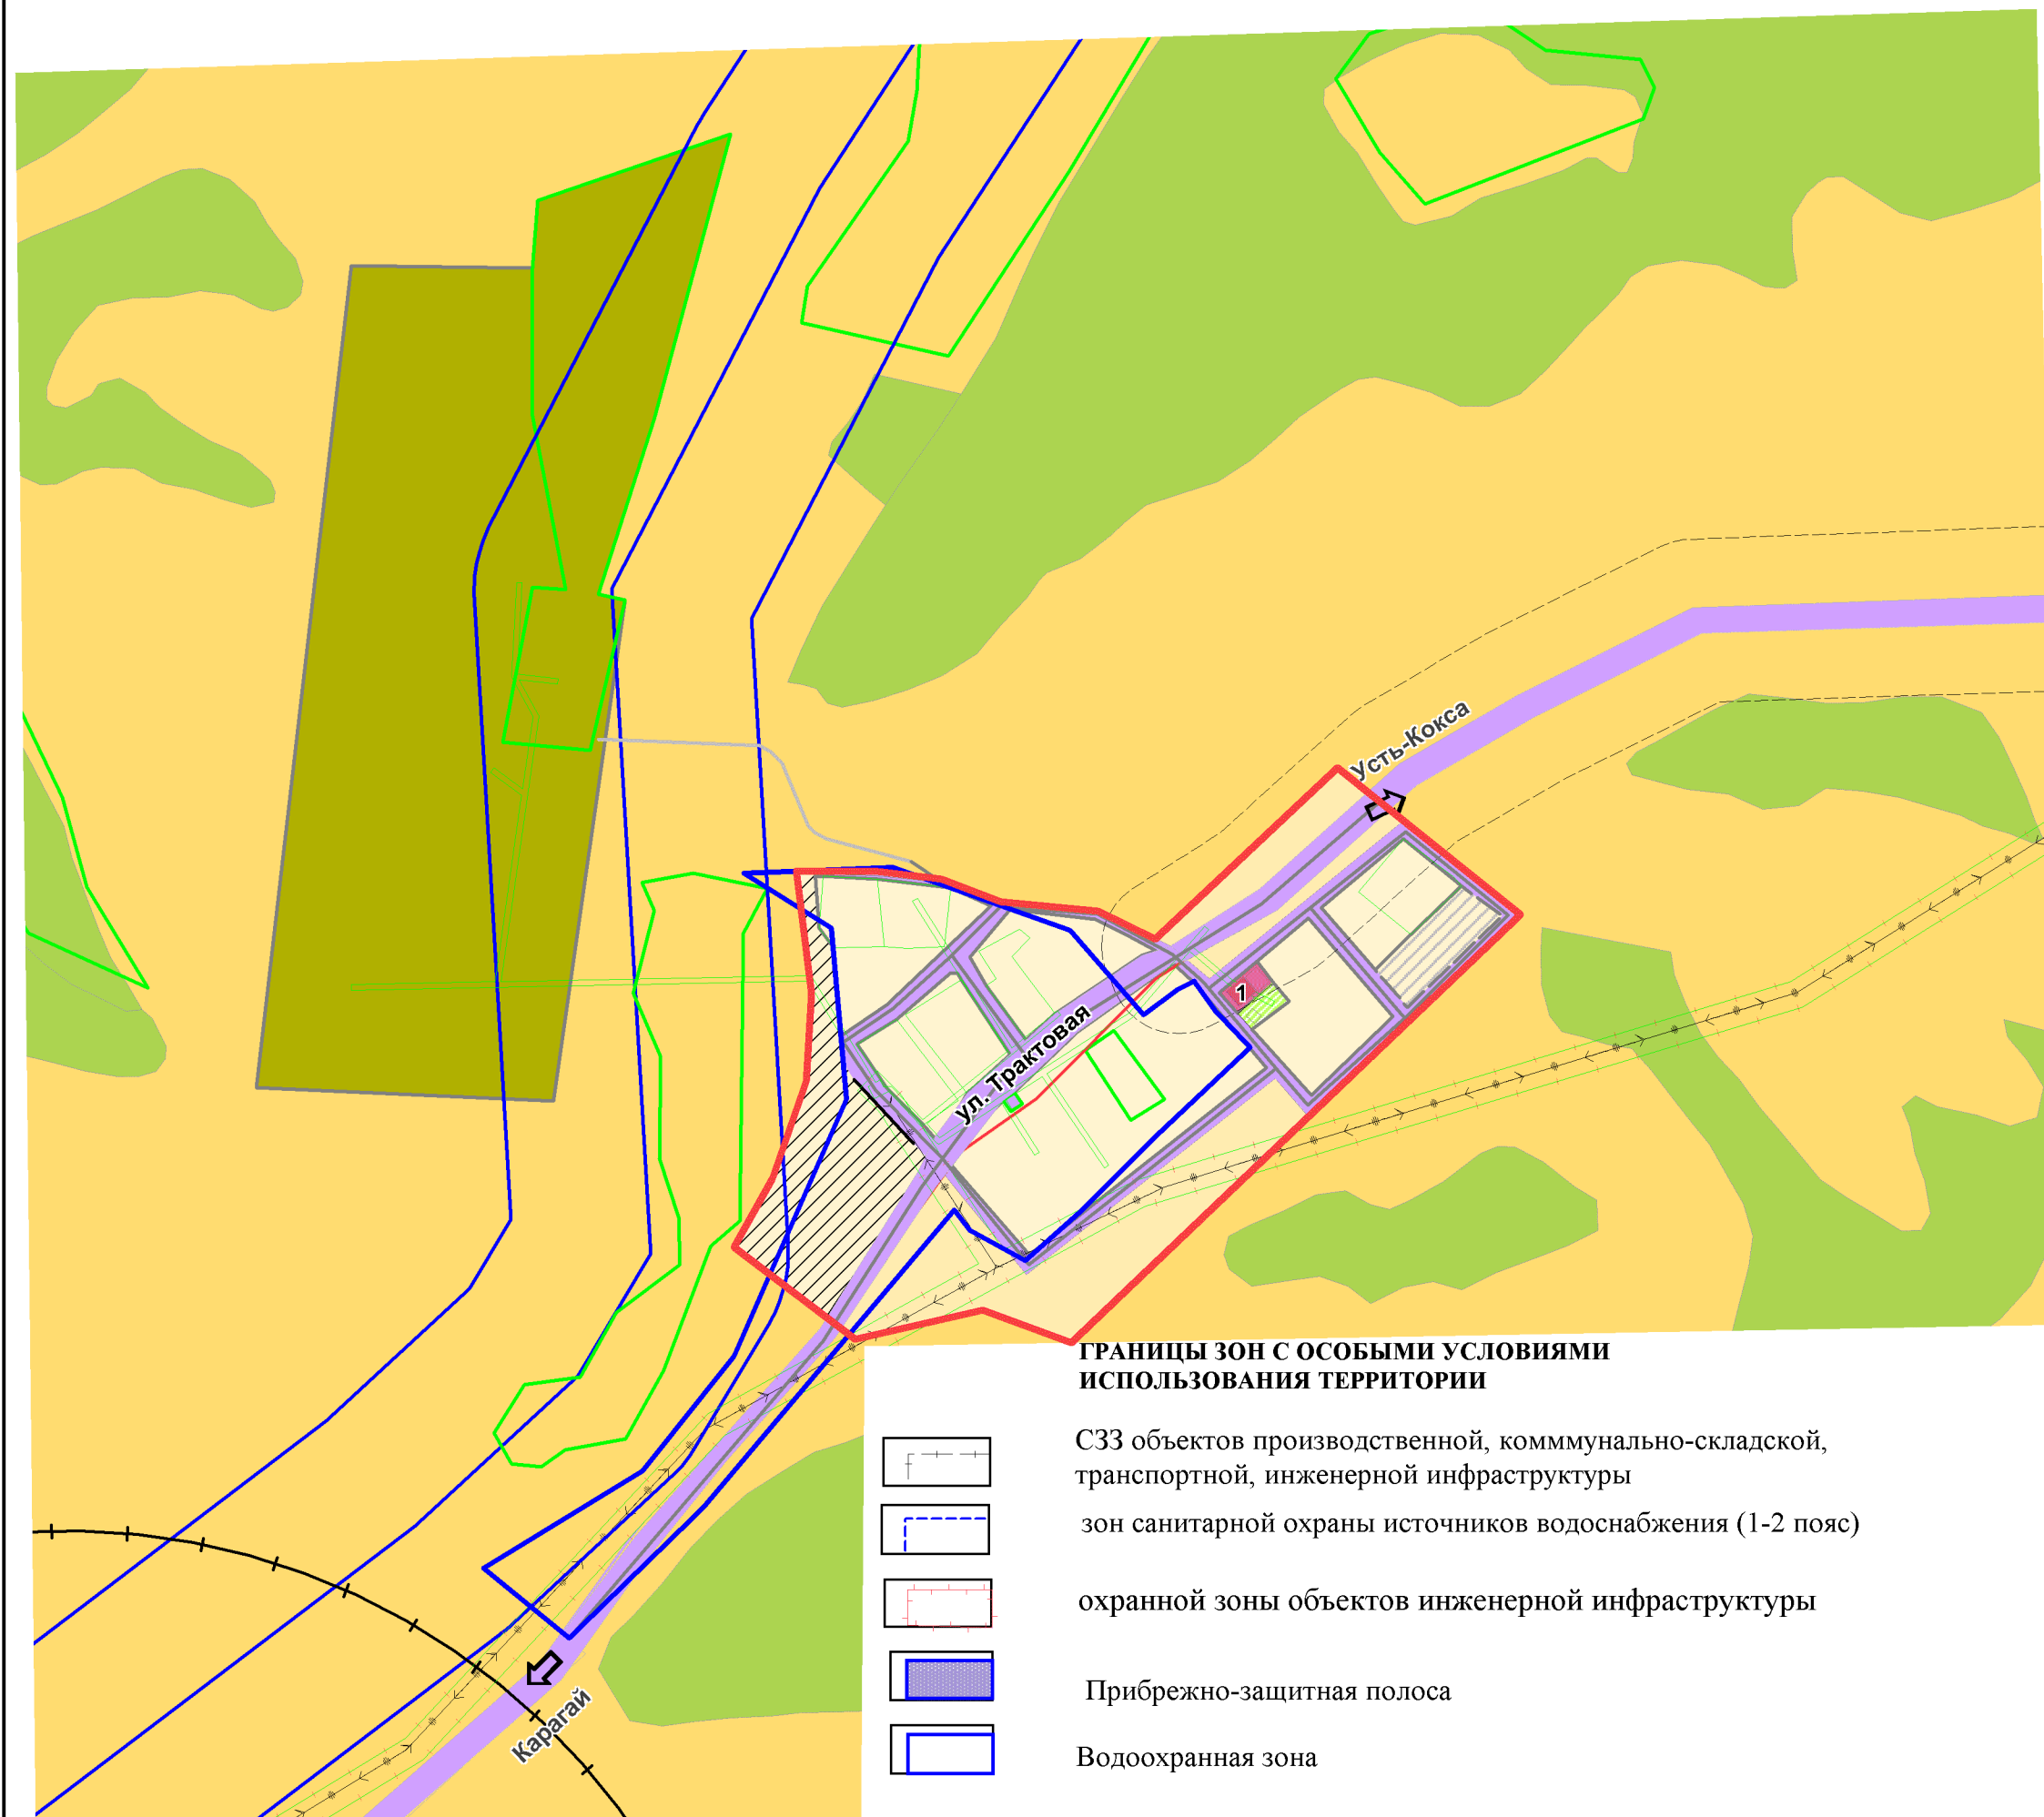 Усть-Кокса
1
ул. Трактовая
Карагай
ГРАНИЦЫ ЗОН С ОСОБЫМИ УСЛОВИЯМИ
ИСПОЛЬЗОВАНИЯ ТЕРРИТОРИИ
СЗЗ объектов производственной, комммунально-складской,
транспортной, инженерной инфраструктуры
зон санитарной охраны источников водоснабжения (1-2 пояс)
охранной зоны объектов инженерной инфраструктуры
Прибрежно-защитная полоса
Водоохранная зона